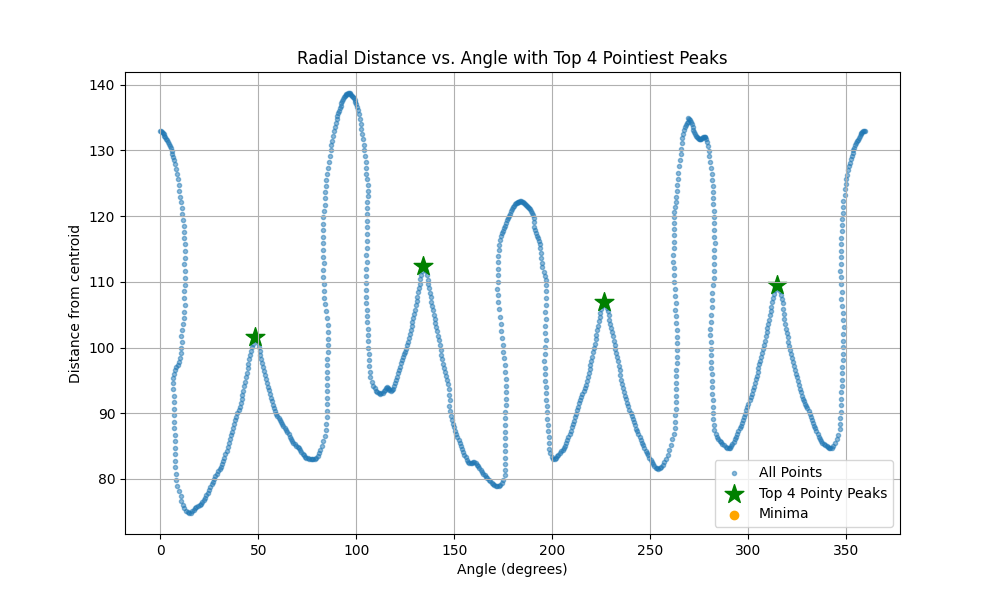 Radial Distance vs. Angle with Top 4 Pointiest Peaks
140
130
120
110
100
90
80
Distance from centroid
0 50 100 150 200 250 300 350
Angle (degrees)
All Points
Top 4 Pointy Peaks
Minima